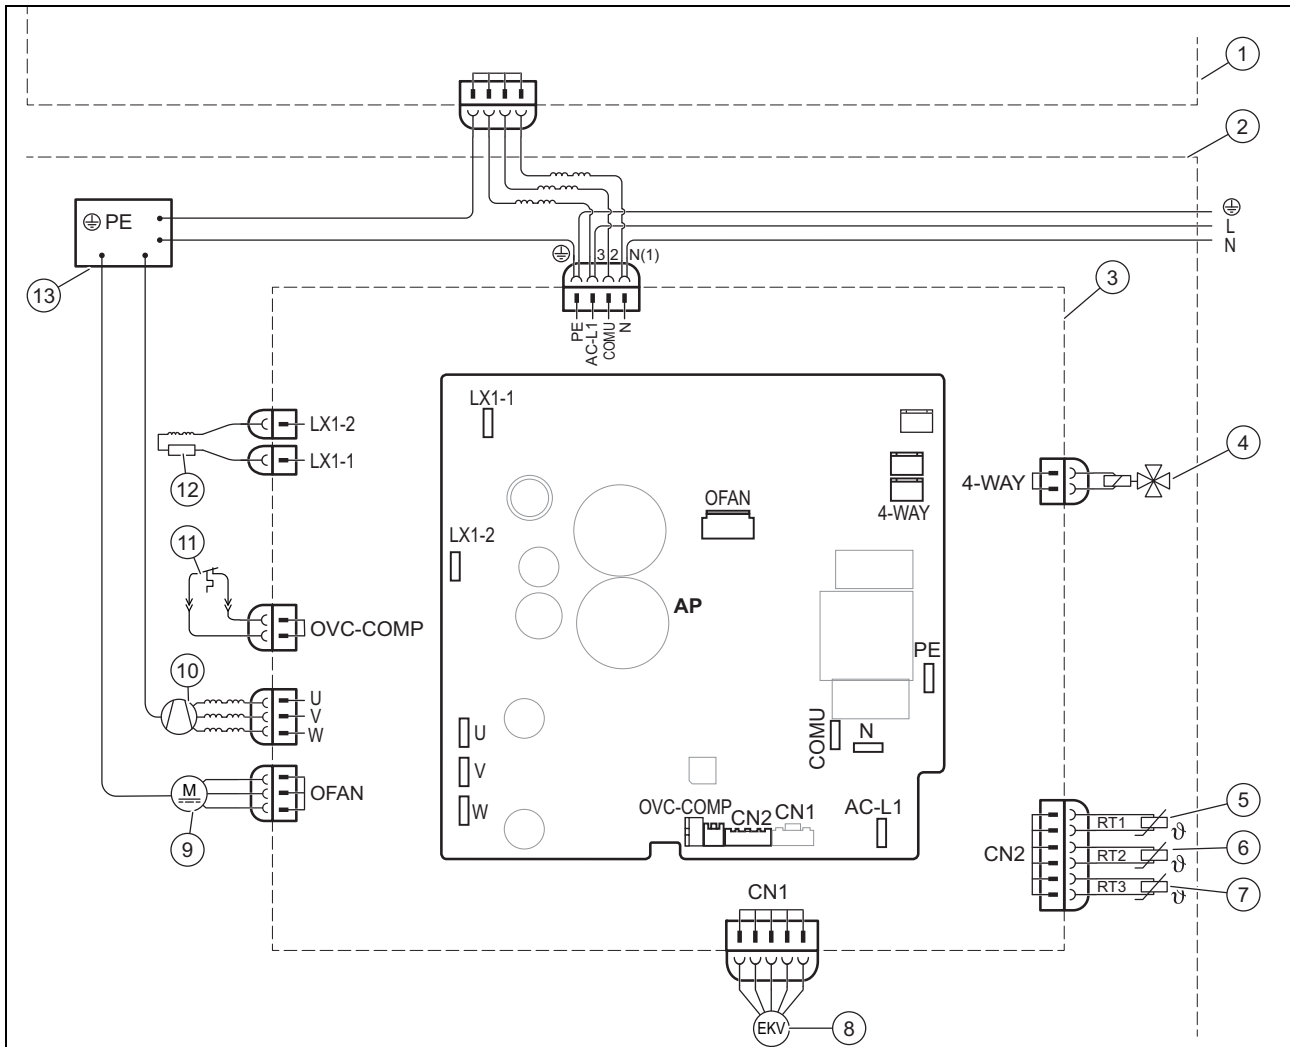 1
2
PE
L
N
3 2 N(1)
13
3
PE
AC-L1
COMU
N
LX1-1
LX1-2
LX1-1
12
4
4-WAY
OFAN
4-WAY
LX1-2
11
AP
OVC-COMP
PE
10
U
V
W
COMU
N
U
V
W
M
OFAN
9
OVC-COMP
CN2
CN1
AC-L1
CN2
RT1
ϑ
5
RT2
ϑ
6
RT3
ϑ
7
CN1
EKV
8